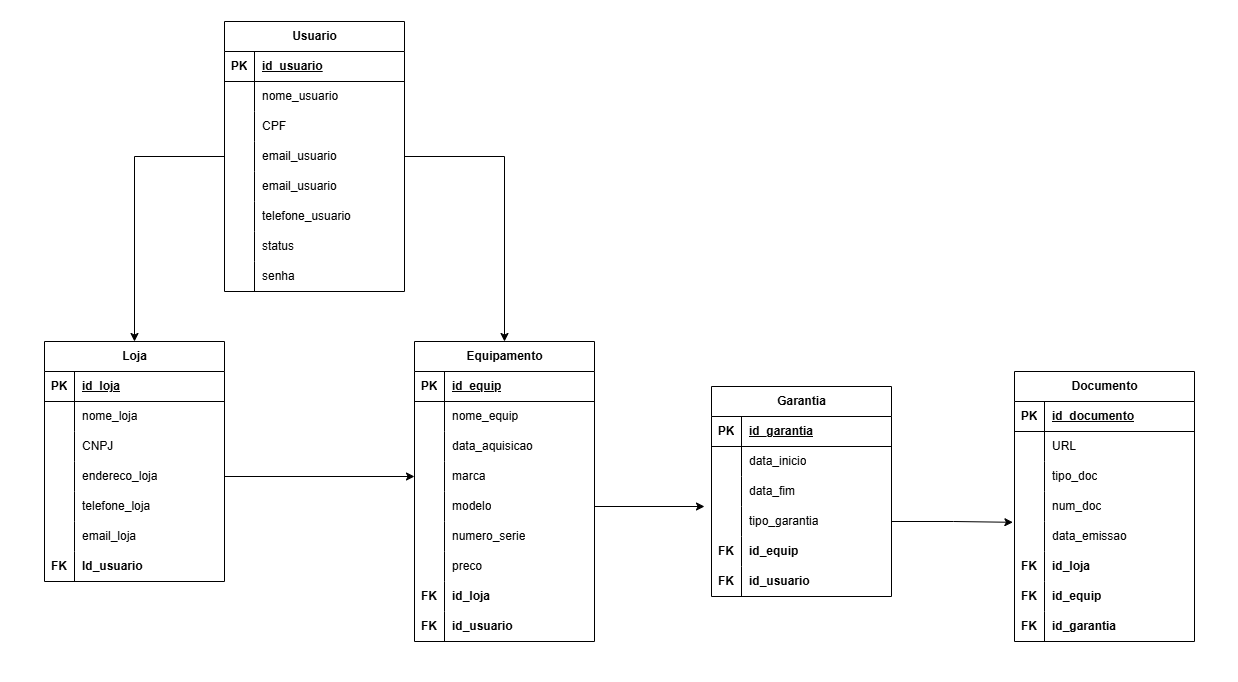 Usuario
PK id_usuario
nome_usuario
CPF
email_usuario
email_usuario
telefone_usuario
status
senha
Loja
PK id_loja
nome_loja
CNPJ
endereco_loja
telefone_loja
email_loja
FK Id_usuario
Equipamento
PK id_equip
nome_equip
data_aquisicao
marca
modelo
numero_serie
preco
FK id_loja
FK id_usuario
Garantia
PK id_garantia
data_inicio
data_fim
tipo_garantia
FK id_equip
FK id_usuario
Documento
PK id_documento
URL
tipo_doc
num_doc
data_emissao
FK id_loja
FK id_equip
FK id_garantia